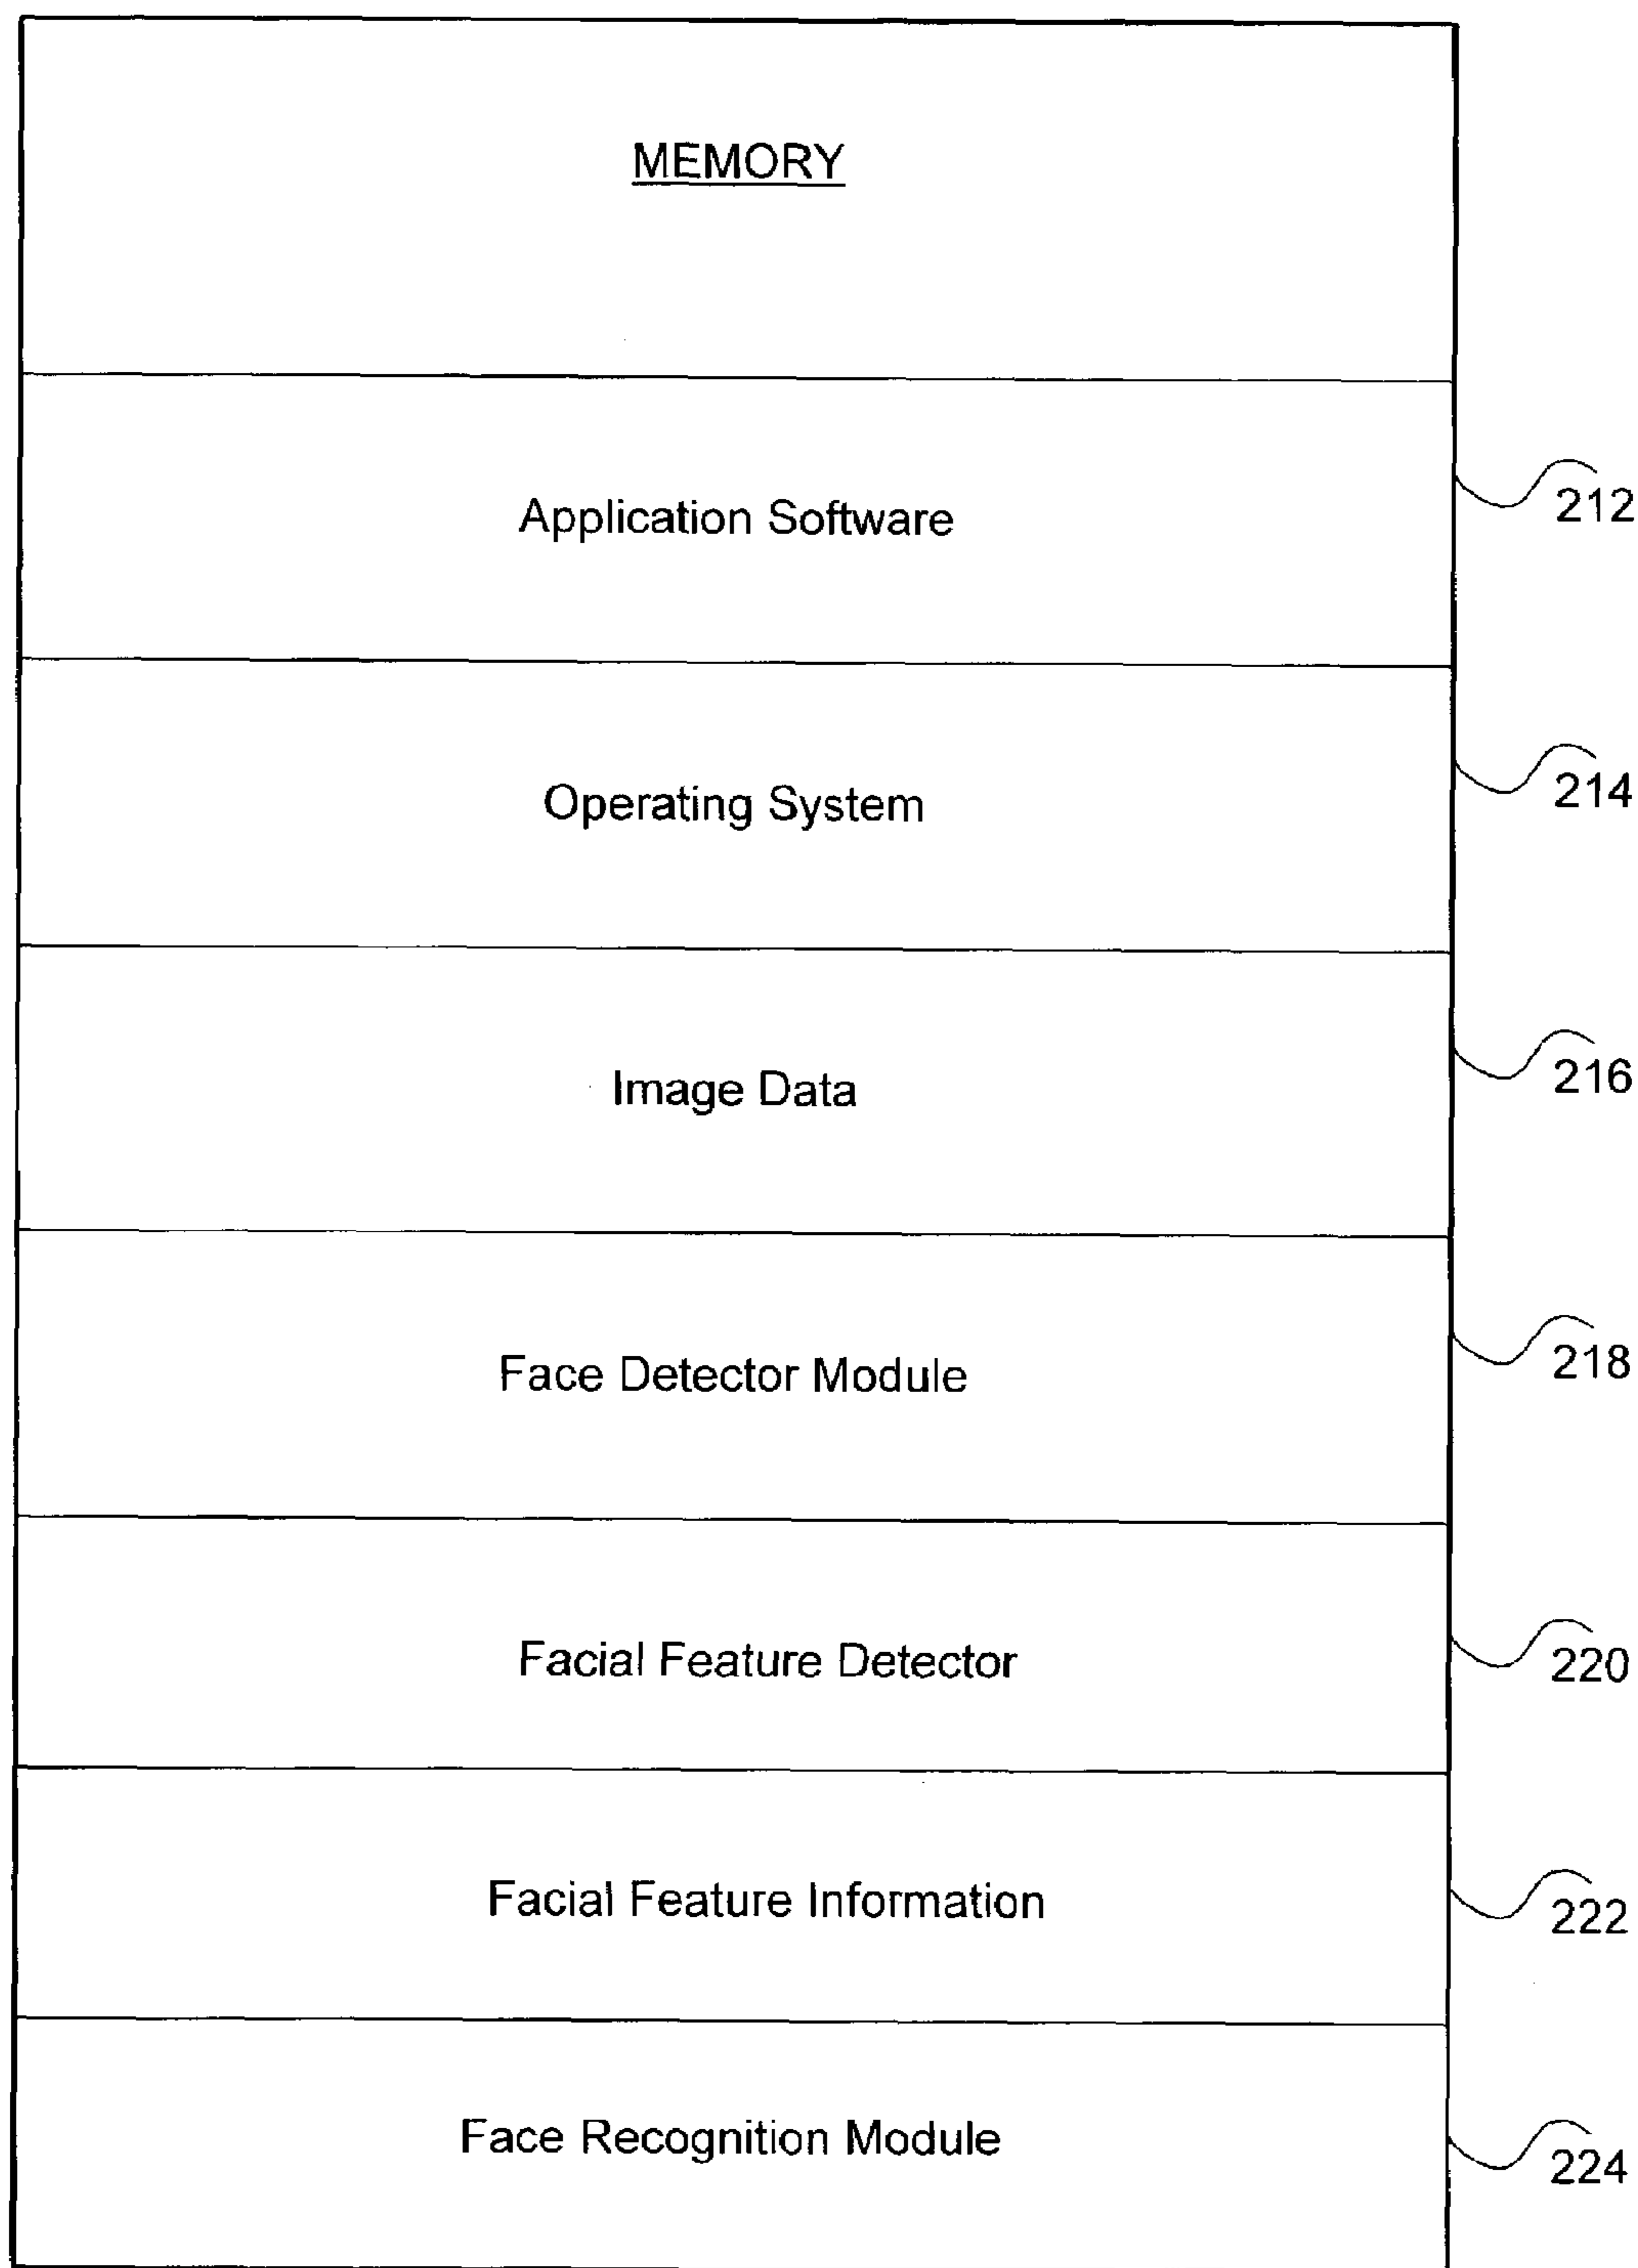 MEMORY
Application Software
212
Operating System
214
Image Data
216
Face Detector Module
218
Facial Feature Detector
220
Facial Feature Information
222
Face Recognition Module
224